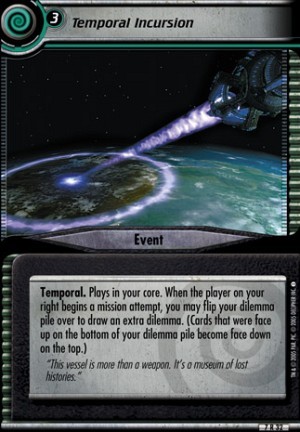 3
Temporal Incursion
Event
Temporal. Plays in your core. When the player on
your right begins a mission attempt, you may flip your dilemma
pile over to draw an extra dilemma. (Cards that were face
up on the bottom of your dilemma pile become face down
on the top.)
"This vessel is more than a weapon. It's a museum of lost
histories."
7 R 32